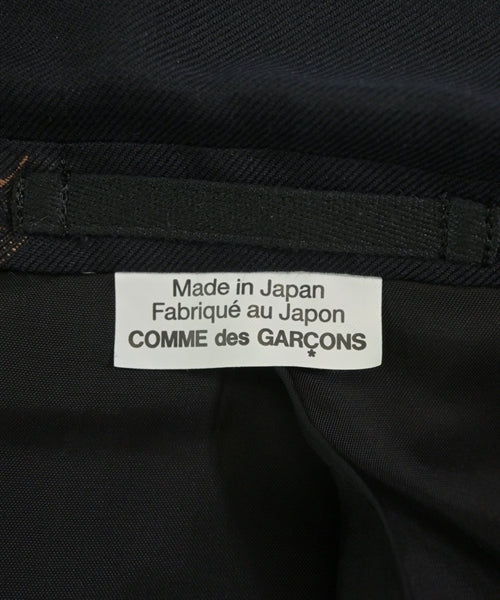 Made in Japan
Fabriqué au Japon
COMME des GARÇONS
*